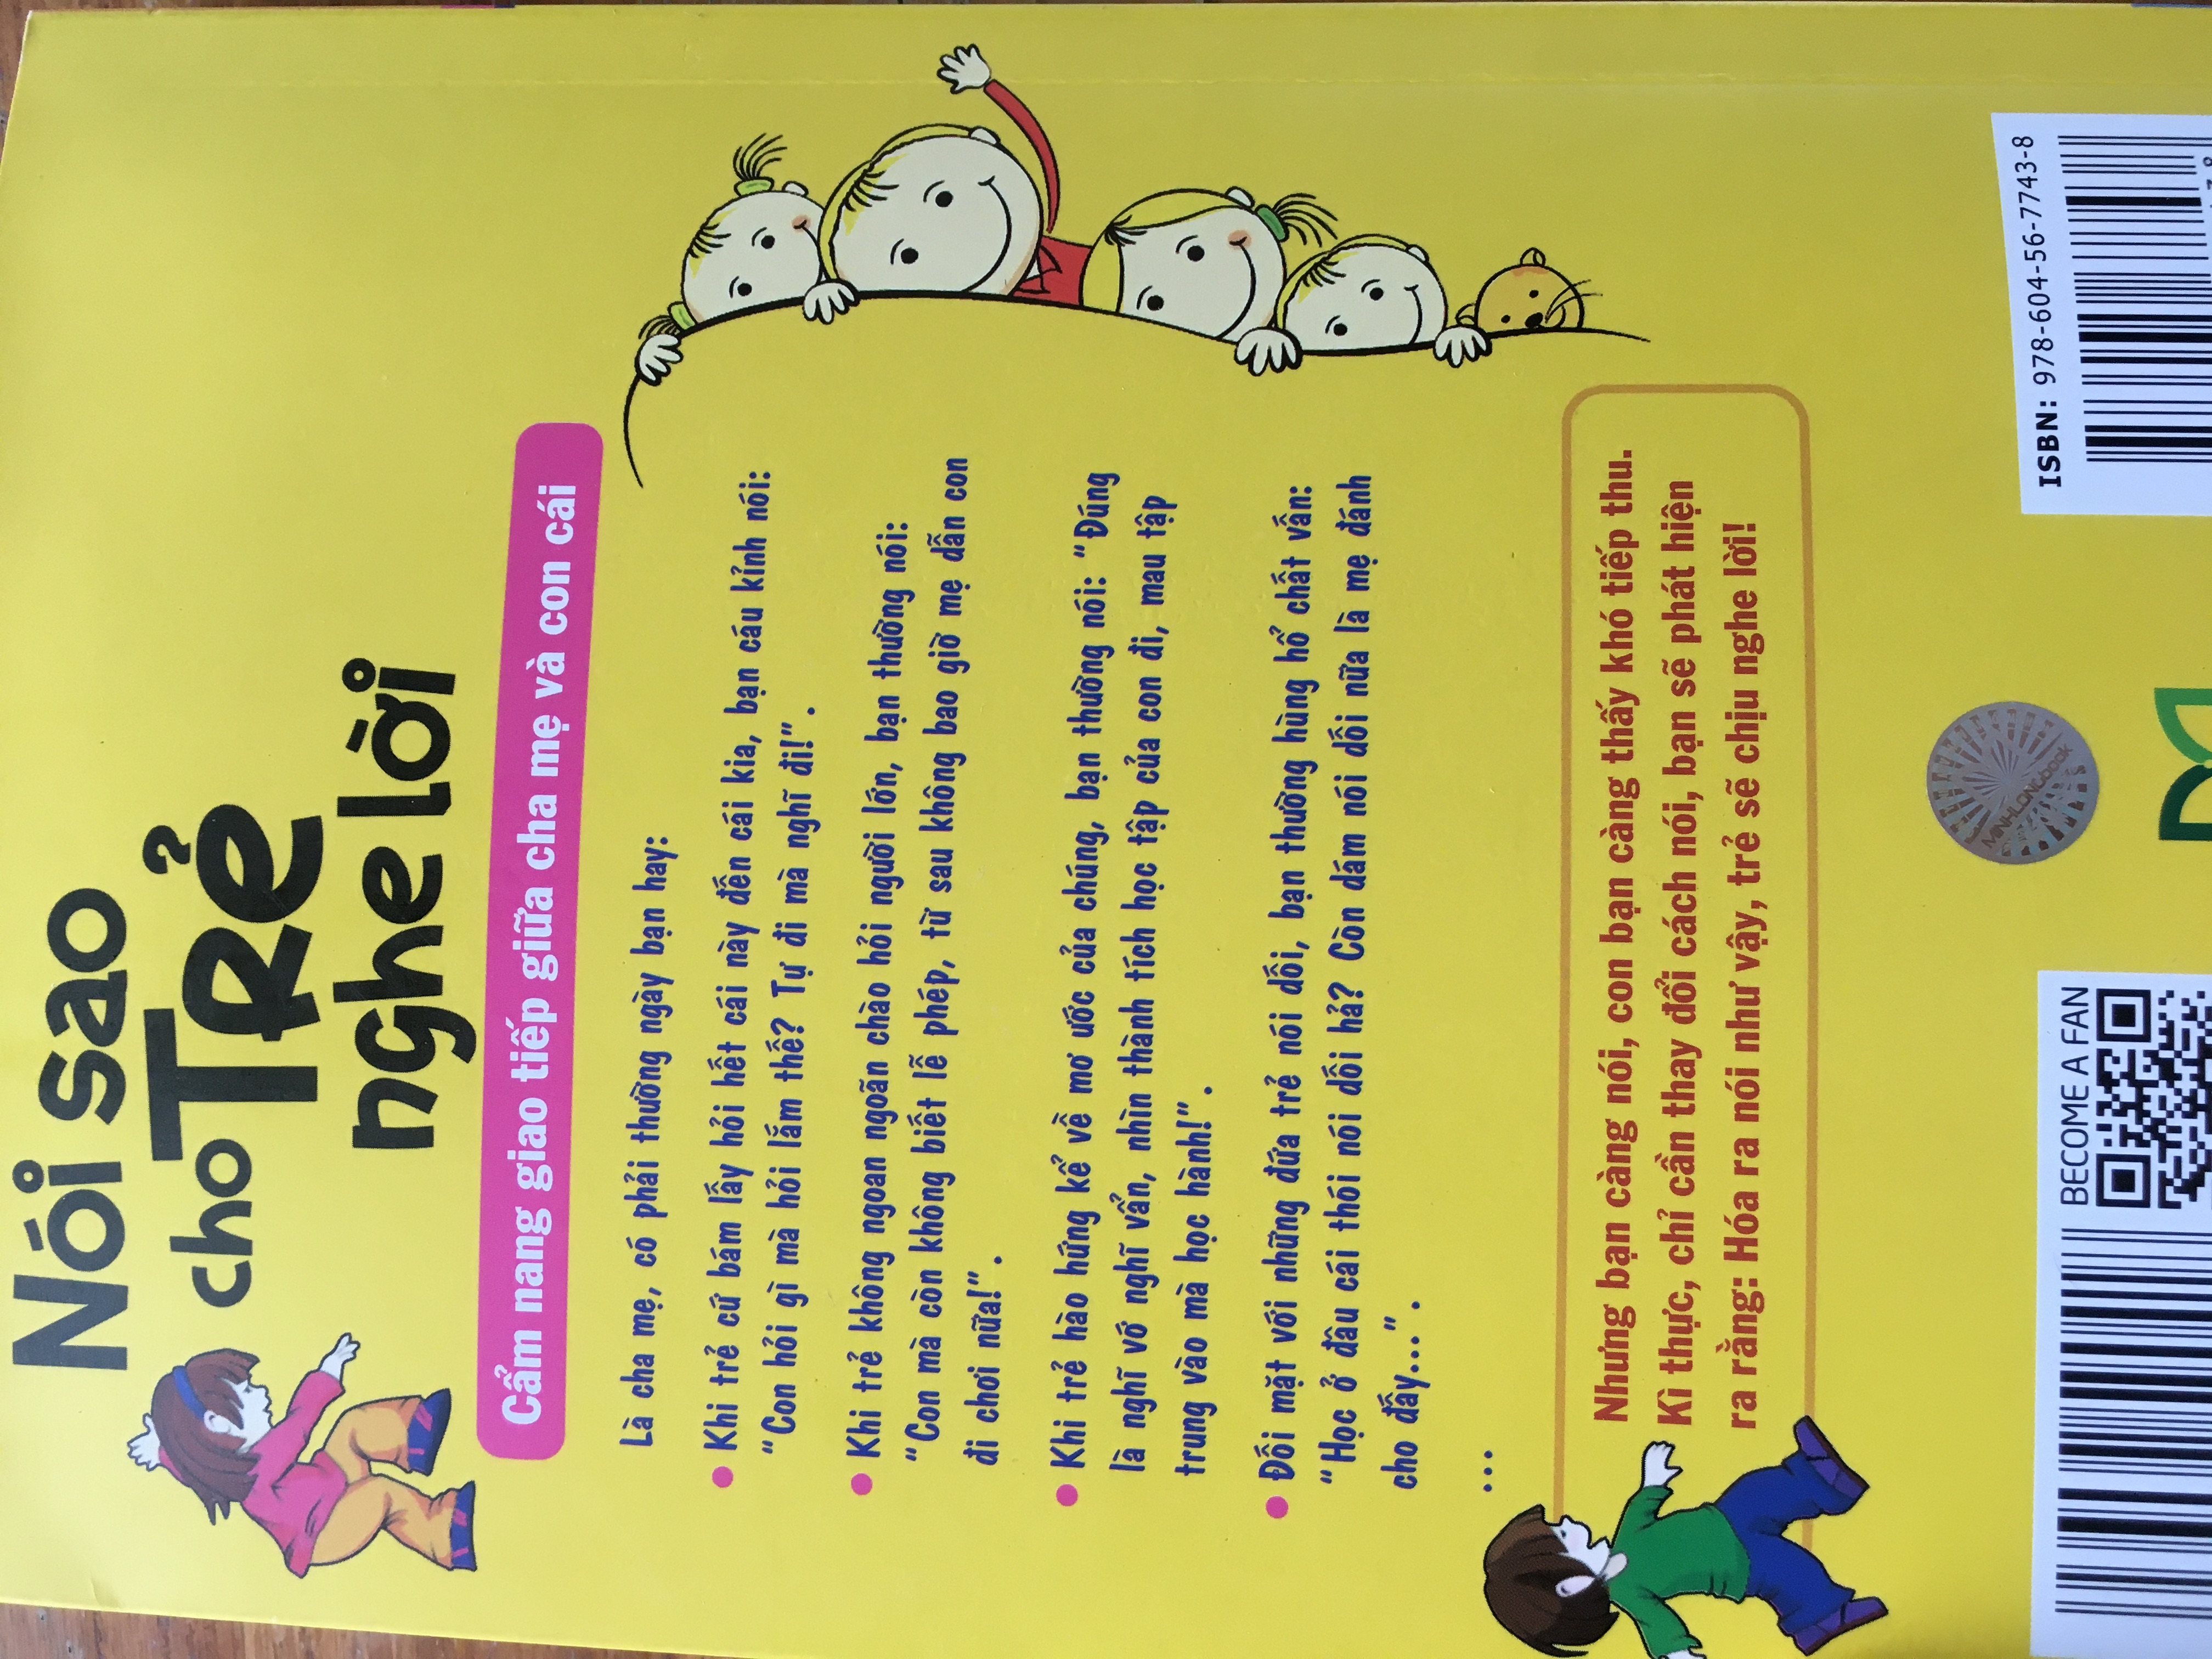 Nói sao
cho TRẺ
nghe lời
Cẩm nang giao tiếp giữa cha mẹ và con cái
Là cha mẹ, có phải thường ngày bạn hay:
Khi trẻ cứ bám lấy hỏi hết cái này đến cái kia, bạn cáu kỉnh nói:
“Con hỏi gì mà hỏi lắm thế? Tự đi mà nghĩ đi!”.
Khi trẻ không ngoan ngoãn chào hỏi người lớn, bạn thường nói:
“Con mà còn không biết lễ phép, từ sau không bao giờ mẹ dẫn con
đi chơi nữa!”.
Khi trẻ hào hứng kể về mơ ước của chúng, bạn thường nói: “Đúng
là nghĩ vớ nghĩ vẩn, nhìn thành tích học tập của con đi, mau tập
trung vào mà học hành!”.
Đối mặt với những đứa trẻ nói dối, bạn thường hùng hổ chất vấn:
“Học ở đâu cái thói nói dối hả? Còn dám nói dối nữa là mẹ đánh
cho đấy...”.
...
Nhưng bạn càng nói, con bạn càng thấy khó tiếp thu.
Kì thực, chỉ cần thay đổi cách nói, bạn sẽ phát hiện
ra rằng: Hóa ra nói như vậy, trẻ sẽ chịu nghe lời!
MINHLONGbook
BECOME A FAN
ISBN: 978-604-56-7743-8